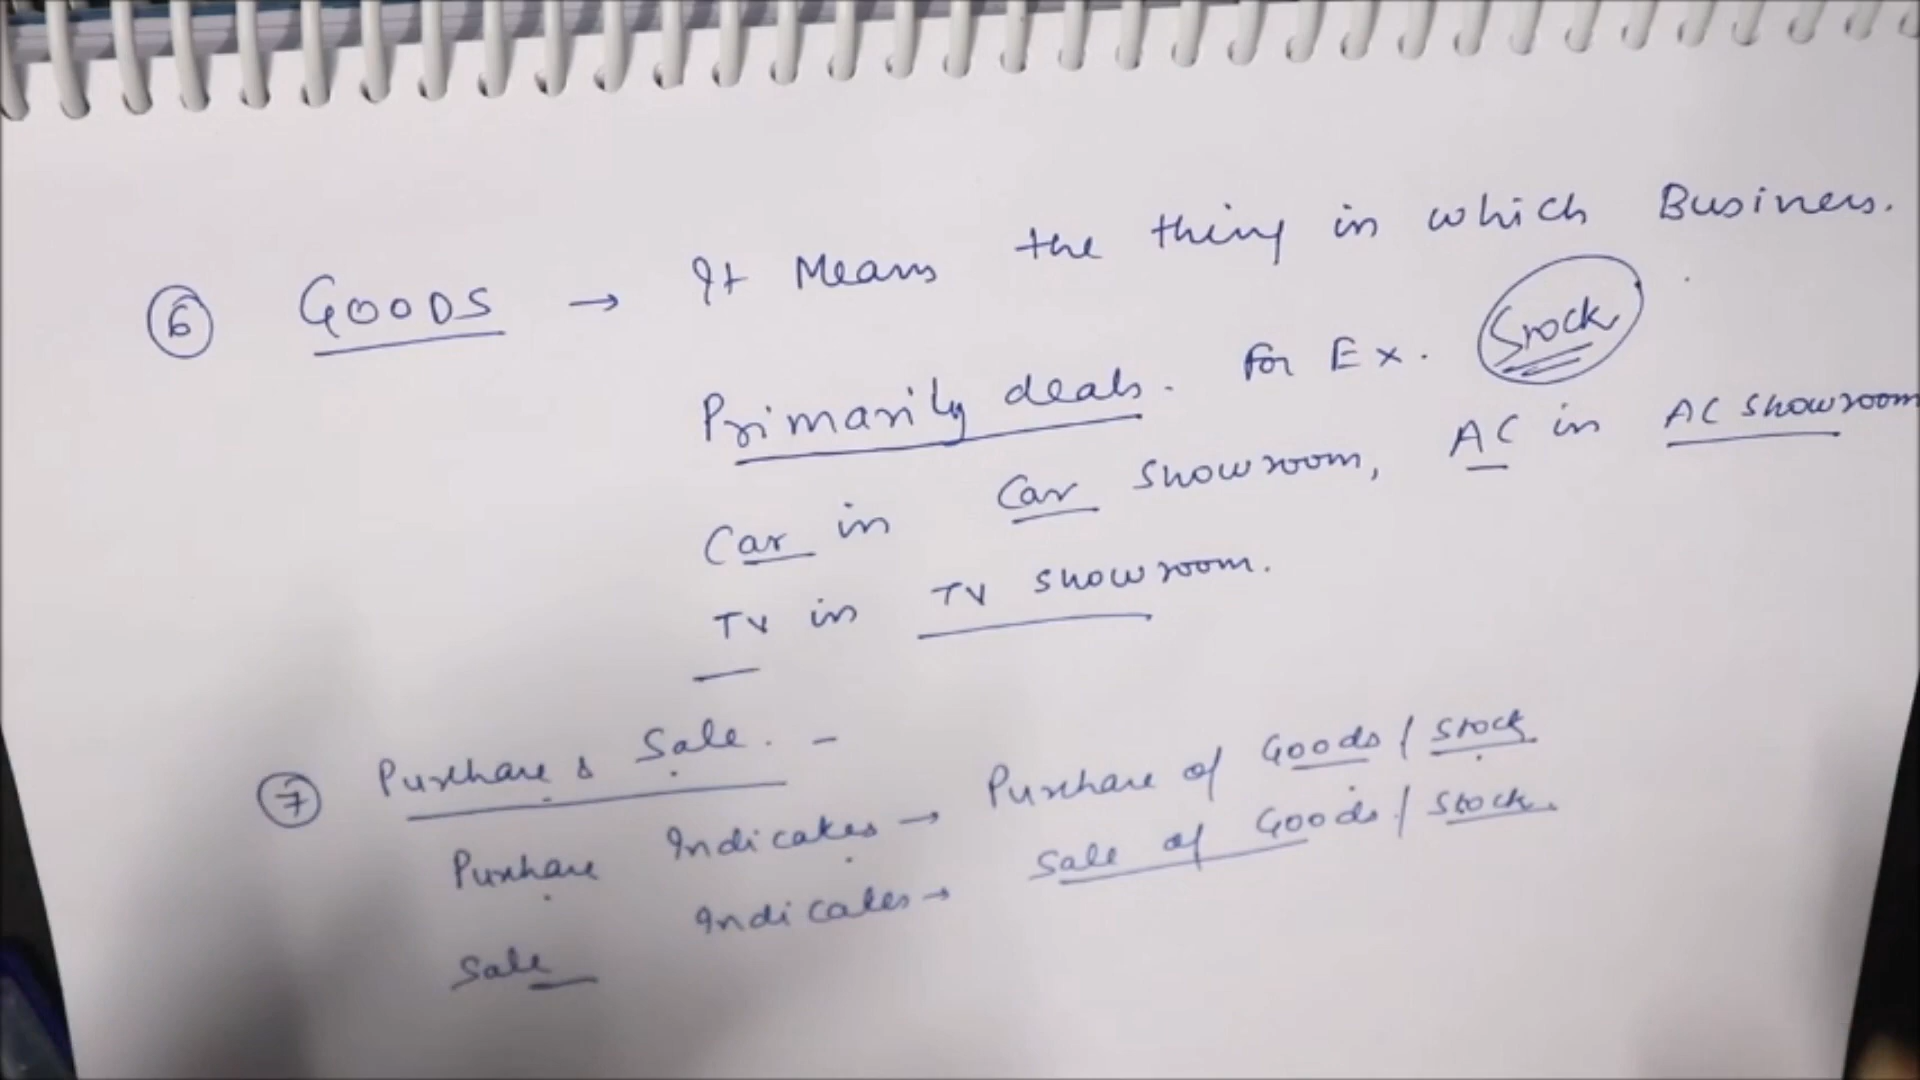 6 GOODS → It Means the thing in which Business.
Primarily deals. For Ex. Stock
Car in Car showroom, AC in AC showroom
TV in TV showroom.
7 Purchase & Sale. -
Purchase Indicates → Purchase of Goods / Stock
Sale Indicates → Sale of Goods / Stock.